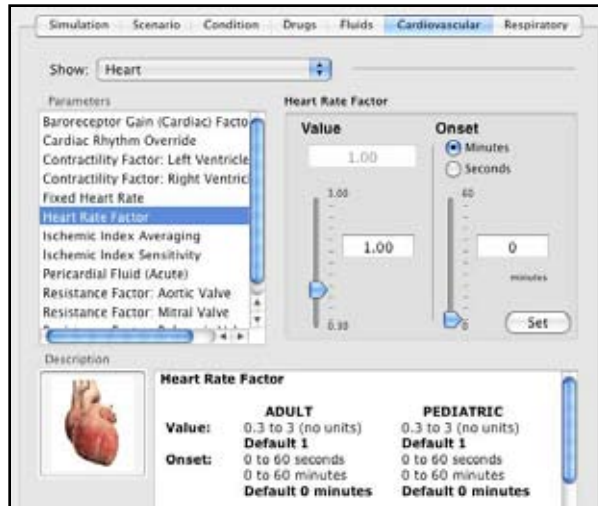 Simulation Scenario Condition Drugs Fluids Cardiovascular Respiratory
Show: Heart
Parameters
Baroreceptor Gain (Cardiac) Facto
Cardiac Rhythm Override
Contractility Factor: Left Ventricle
Contractility Factor: Right Ventric
Fixed Heart Rate
Heart Rate Factor
Ischemic Index Averaging
Ischemic Index Sensitivity
Pericardial Fluid (Acute)
Resistance Factor: Aortic Valve
Resistance Factor: Mitral Valve
Heart Rate Factor
Value Onset
1.00
Minutes
Seconds
3.00 60
1.00 0
minutes
0.30 0
Set
Description
Heart Rate Factor
ADULT PEDIATRIC
Value: 0.3 to 3 (no units) 0.3 to 3 (no units)
Default 1 Default 1
Onset: 0 to 60 seconds 0 to 60 seconds
0 to 60 minutes 0 to 60 minutes
Default 0 minutes Default 0 minutes